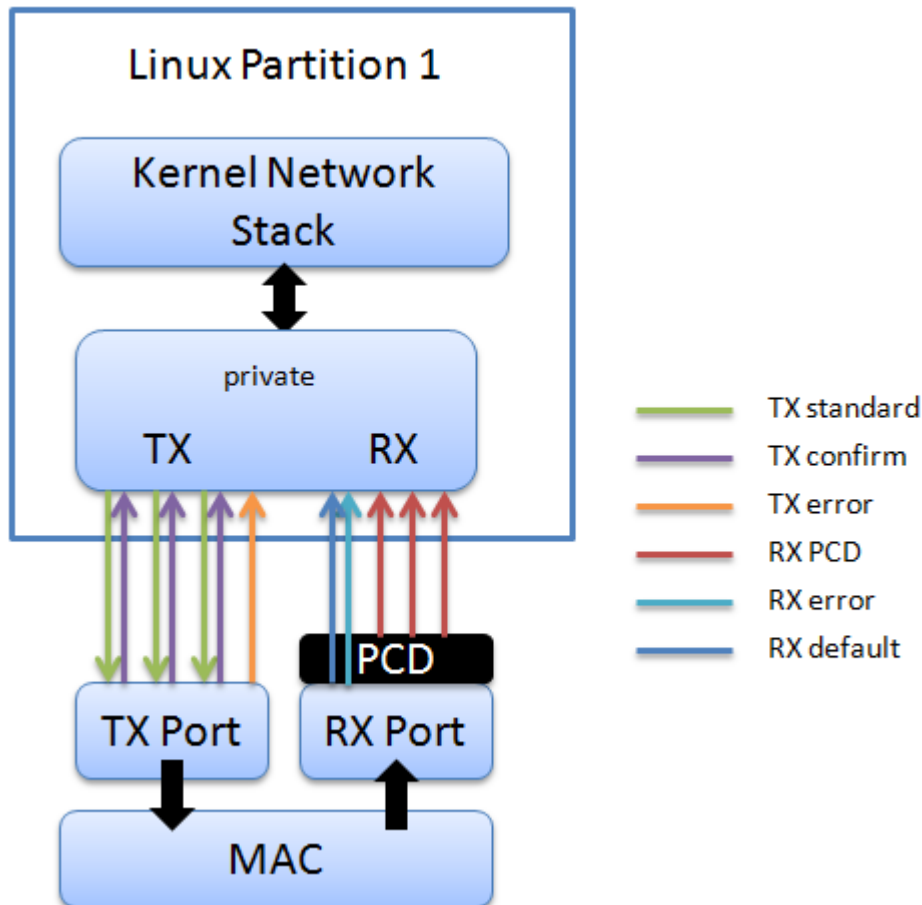 Linux Partition 1
Kernel Network
Stack
private
TX RX
TX standard
TX confirm
TX error
RX PCD
RX error
RX default
PCD
TX Port RX Port
MAC